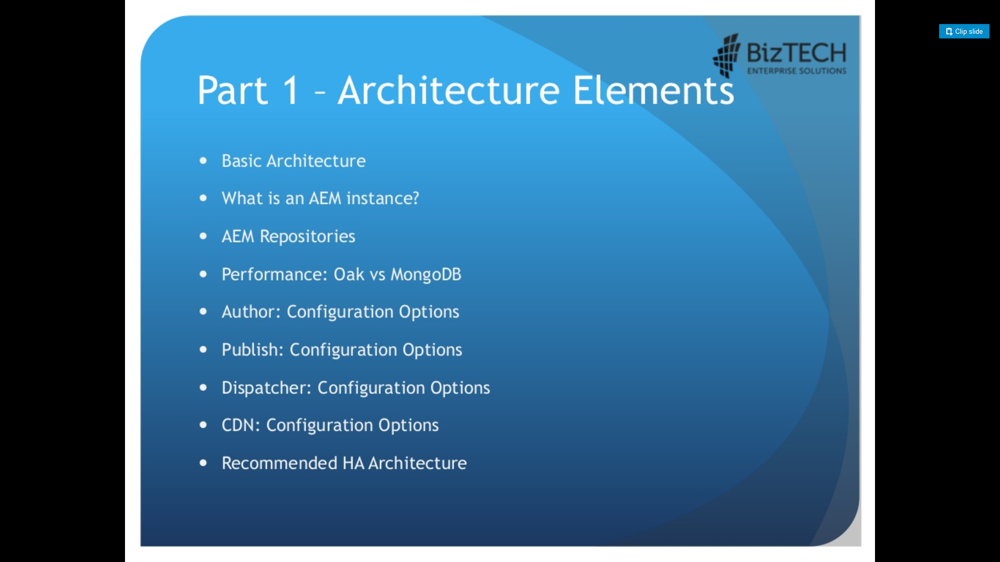 Clip slide
BizTECH
ENTERPRISE SOLUTIONS
Part 1 – Architecture Elements
• Basic Architecture
• What is an AEM instance?
• AEM Repositories
• Performance: Oak vs MongoDB
• Author: Configuration Options
• Publish: Configuration Options
• Dispatcher: Configuration Options
• CDN: Configuration Options
• Recommended HA Architecture